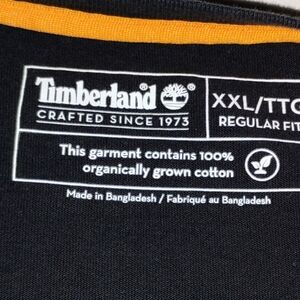 Timberland
CRAFTED SINCE 1973
XXL/TTG
REGULAR FIT
This garment contains 100%
organically grown cotton
Made in Bangladesh / Fabriqué au Bangladesh